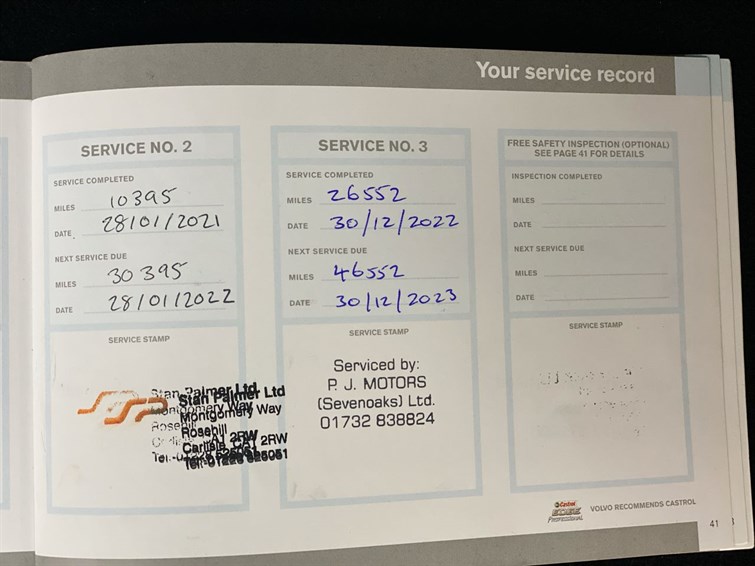 Your service record
SERVICE NO. 2
SERVICE COMPLETED
MILES 10395
DATE 28/01/2021
NEXT SERVICE DUE
MILES 30395
DATE 28/01/2022
SERVICE STAMP
Stan Palmer Ltd
Montgomery Way
Rosehill
Carlisle, CA1 2RW
Tel:-01228
SERVICE NO. 3
SERVICE COMPLETED
MILES 26552
DATE 30/12/2022
NEXT SERVICE DUE
MILES 46552
DATE 30/12/2023
SERVICE STAMP
Serviced by:
P. J. MOTORS
(Sevenoaks) Ltd.
01732 838824
FREE SAFETY INSPECTION (OPTIONAL)
SEE PAGE 41 FOR DETAILS
INSPECTION COMPLETED
MILES
DATE
NEXT SERVICE DUE
MILES
DATE
SERVICE STAMP
Castrol
EDGE
PROFESSIONAL
VOLVO RECOMMENDS CASTROL
41